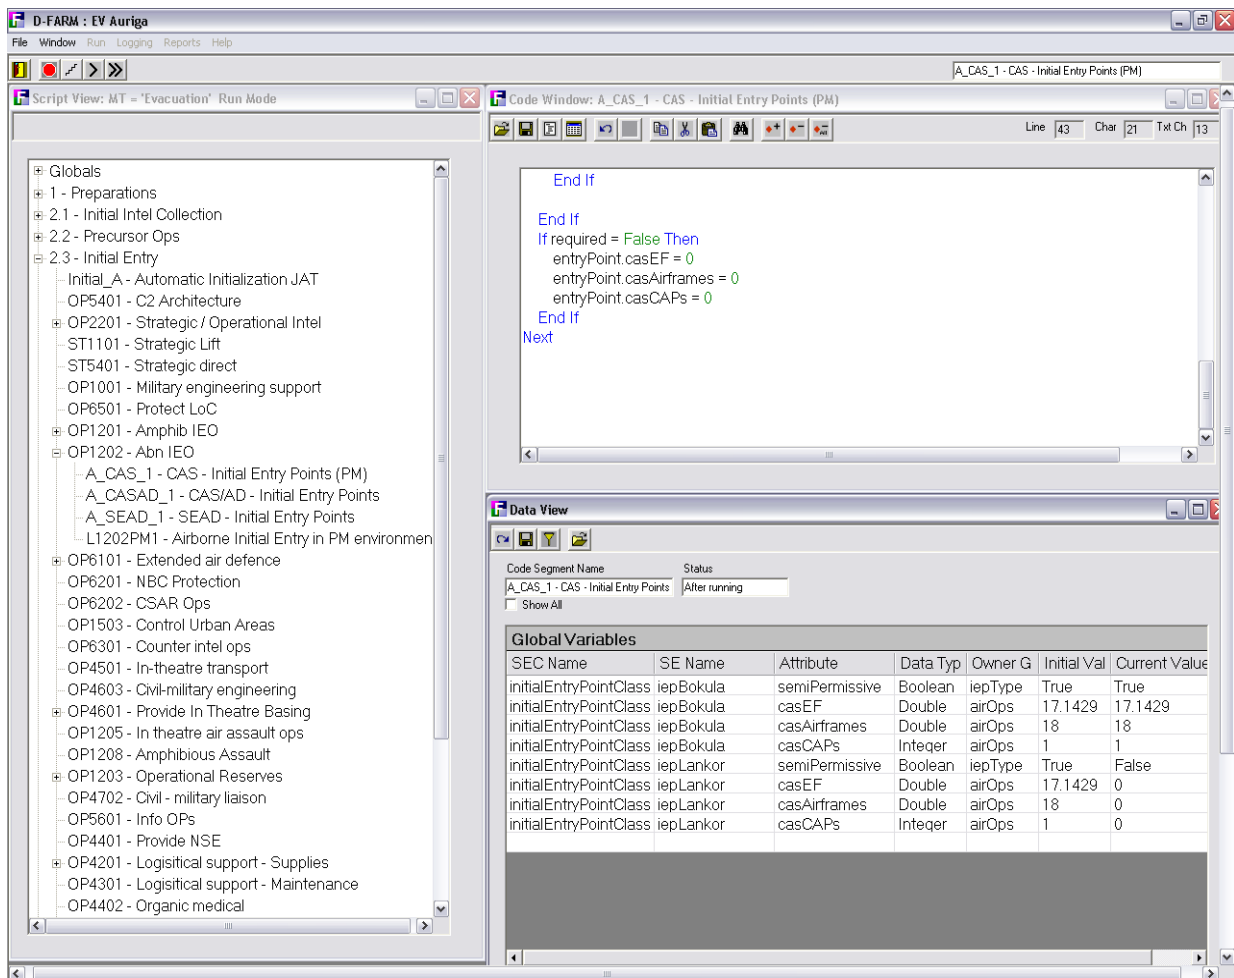 D-FARM : EV Auriga
File Window Run Logging Reports Help
A_CAS_1 - CAS - Initial Entry Points (PM)
Script View: MT = 'Evacuation' Run Mode
Globals
1 - Preparations
2.1 - Initial Intel Collection
2.2 - Precursor Ops
2.3 - Initial Entry
Initial_A - Automatic Initialization JAT
OP5401 - C2 Architecture
OP2201 - Strategic / Operational Intel
ST1101 - Strategic Lift
ST5401 - Strategic direct
OP1001 - Military engineering support
OP6501 - Protect LoC
OP1201 - Amphib IEO
OP1202 - Abn IEO
A_CAS_1 - CAS - Initial Entry Points (PM)
A_CASAD_1 - CAS/AD - Initial Entry Points
A_SEAD_1 - SEAD - Initial Entry Points
L1202PM1 - Airborne Initial Entry in PM environmen
OP6101 - Extended air defence
OP6201 - NBC Protection
OP6202 - CSAR Ops
OP1503 - Control Urban Areas
OP6301 - Counter intel ops
OP4501 - In-theatre transport
OP4603 - Civil-military engineering
OP4601 - Provide In Theatre Basing
OP1205 - In theatre air assault ops
OP1208 - Amphibious Assault
OP1203 - Operational Reserves
OP4702 - Civil - military liaison
OP5601 - Info OPs
OP4401 - Provide NSE
OP4201 - Logisitical support - Supplies
OP4301 - Logisitical support - Maintenance
OP4402 - Organic medical
Code Window: A_CAS_1 - CAS - Initial Entry Points (PM)
Line 43 Char 21 Txt Ch 13
End If
End If
If required = False Then
entryPoint.casEF = 0
entryPoint.casAirframes = 0
entryPoint.casCAPs = 0
End If
Next
Data View
Code Segment Name Status
A_CAS_1 - CAS - Initial Entry Points After running
Show All
Global Variables
SEC Name SE Name Attribute Data Typ Owner G Initial Val Current Value
initialEntryPointClass iepBokula semiPermissive Boolean iepType True True
initialEntryPointClass iepBokula casEF Double airOps 17.1429 17.1429
initialEntryPointClass iepBokula casAirframes Double airOps 18 18
initialEntryPointClass iepBokula casCAPs Integer airOps 1 1
initialEntryPointClass iepLankor semiPermissive Boolean iepType True False
initialEntryPointClass iepLankor casEF Double airOps 17.1429 0
initialEntryPointClass iepLankor casAirframes Double airOps 18 0
initialEntryPointClass iepLankor casCAPs Integer airOps 1 0